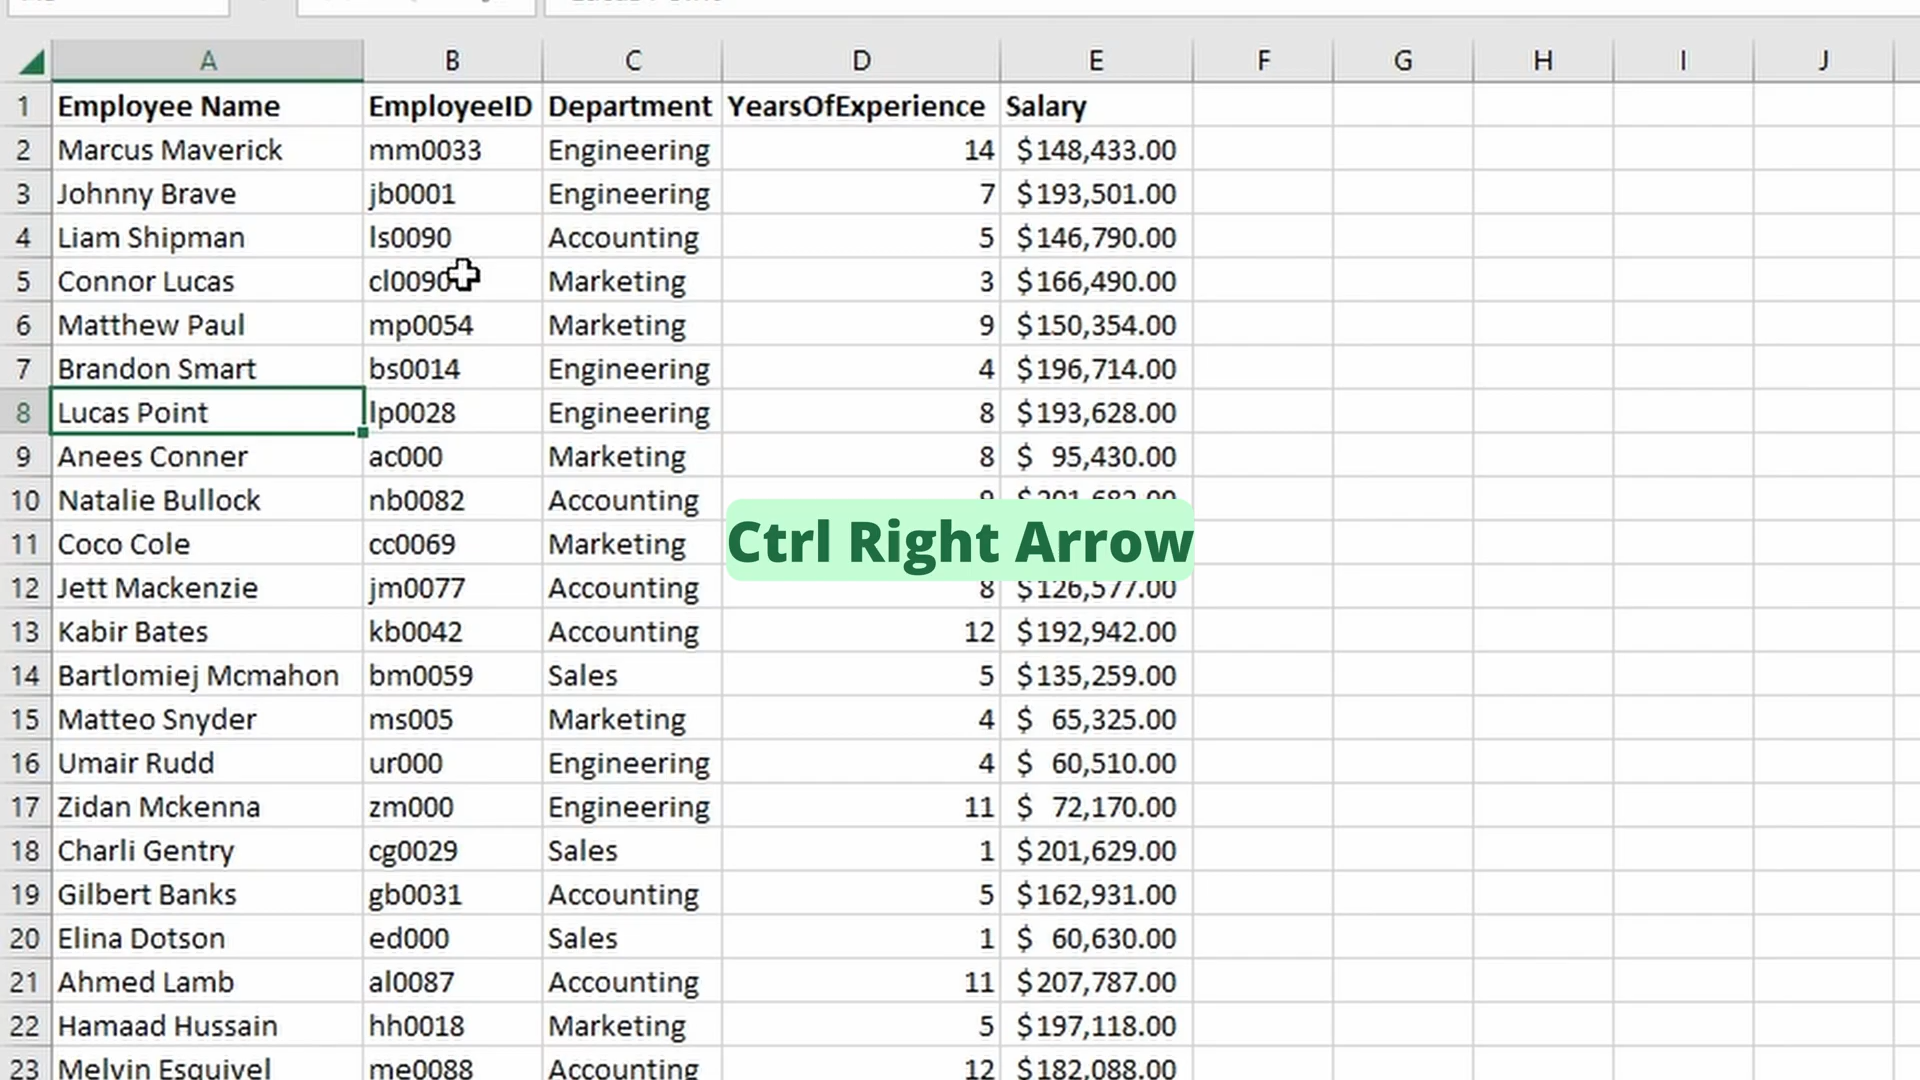 A B C D E F G H I J
1 Employee Name EmployeeID Department YearsOfExperience Salary
2 Marcus Maverick mm0033 Engineering 14 $148,433.00
3 Johnny Brave jb0001 Engineering 7 $193,501.00
4 Liam Shipman ls0090 Accounting 5 $146,790.00
5 Connor Lucas cl0090 Marketing 3 $166,490.00
6 Matthew Paul mp0054 Marketing 9 $150,354.00
7 Brandon Smart bs0014 Engineering 4 $196,714.00
8 Lucas Point lp0028 Engineering 8 $193,628.00
9 Anees Conner ac000 Marketing 8 $ 95,430.00
10 Natalie Bullock nb0082 Accounting
11 Coco Cole cc0069 Marketing
Ctrl Right Arrow
12 Jett Mackenzie jm0077 Accounting 8 $126,577.00
13 Kabir Bates kb0042 Accounting 12 $192,942.00
14 Bartlomiej Mcmahon bm0059 Sales 5 $135,259.00
15 Matteo Snyder ms005 Marketing 4 $ 65,325.00
16 Umair Rudd ur000 Engineering 4 $ 60,510.00
17 Zidan Mckenna zm000 Engineering 11 $ 72,170.00
18 Charli Gentry cg0029 Sales 1 $201,629.00
19 Gilbert Banks gb0031 Accounting 5 $162,931.00
20 Elina Dotson ed000 Sales 1 $ 60,630.00
21 Ahmed Lamb al0087 Accounting 11 $207,787.00
22 Hamaad Hussain hh0018 Marketing 5 $197,118.00
23 Melvin Esquivel me0088 Accounting 12 $182,088.00